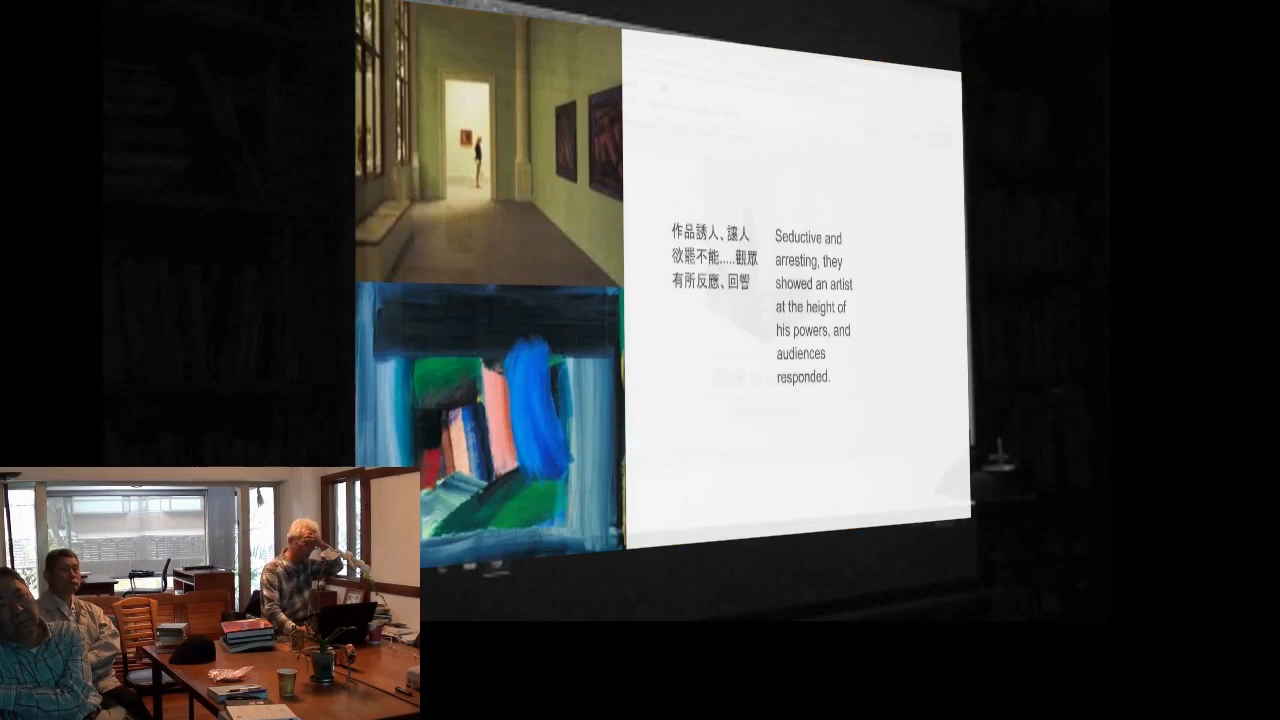 作品誘人、讓人
欲罷不能.....觀眾
有所反應、回響
Seductive and
arresting, they
showed an artist
at the height of
his powers, and
audiences
responded.